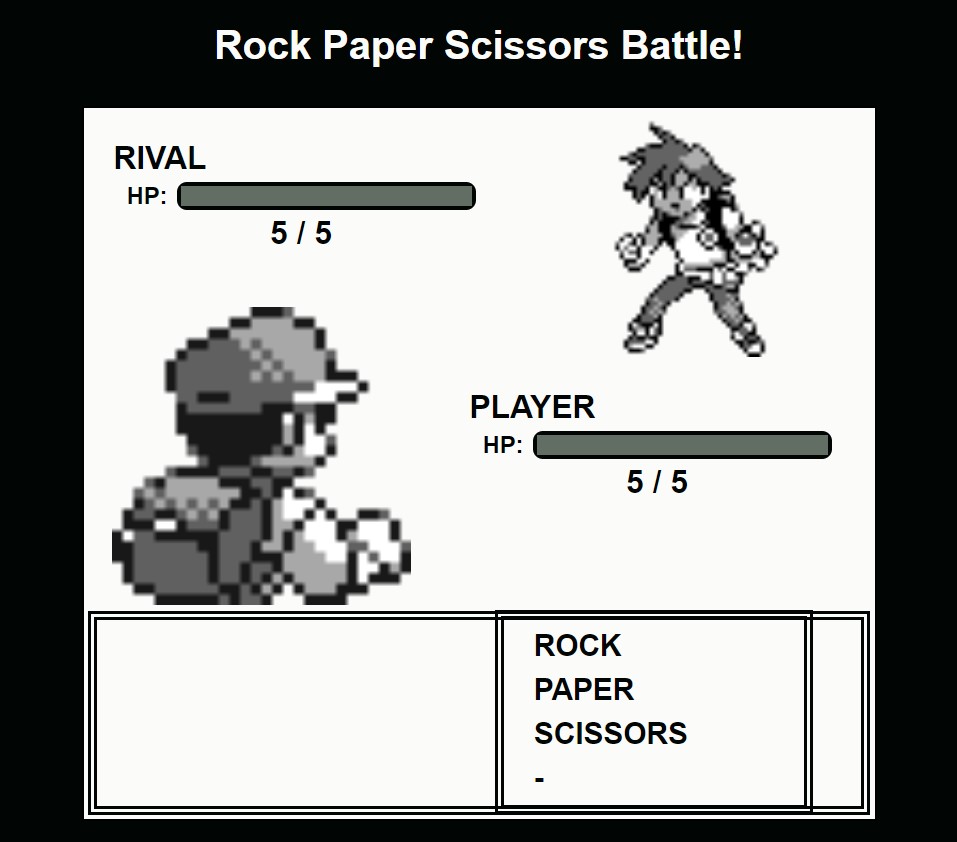 Rock Paper Scissors Battle!
RIVAL
HP:
5 / 5
PLAYER
HP:
5 / 5
ROCK
PAPER
SCISSORS
-